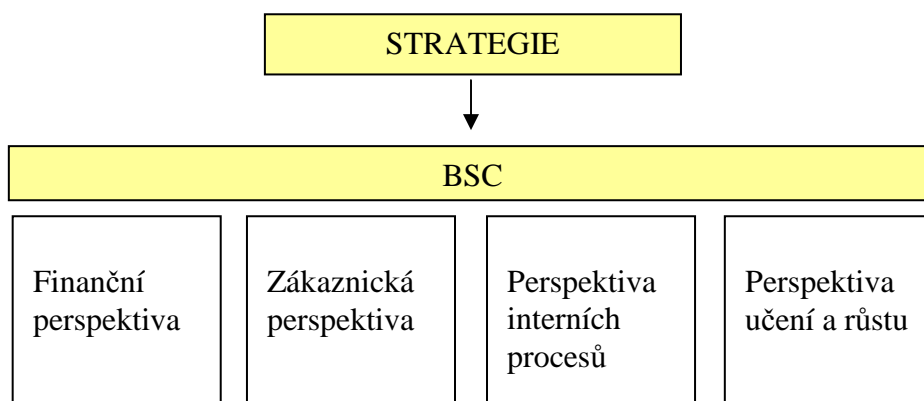 STRATEGIE
BSC
Finanční
perspektiva
Zákaznická
perspektiva
Perspektiva
interních
procesů
Perspektiva
učení a růstu